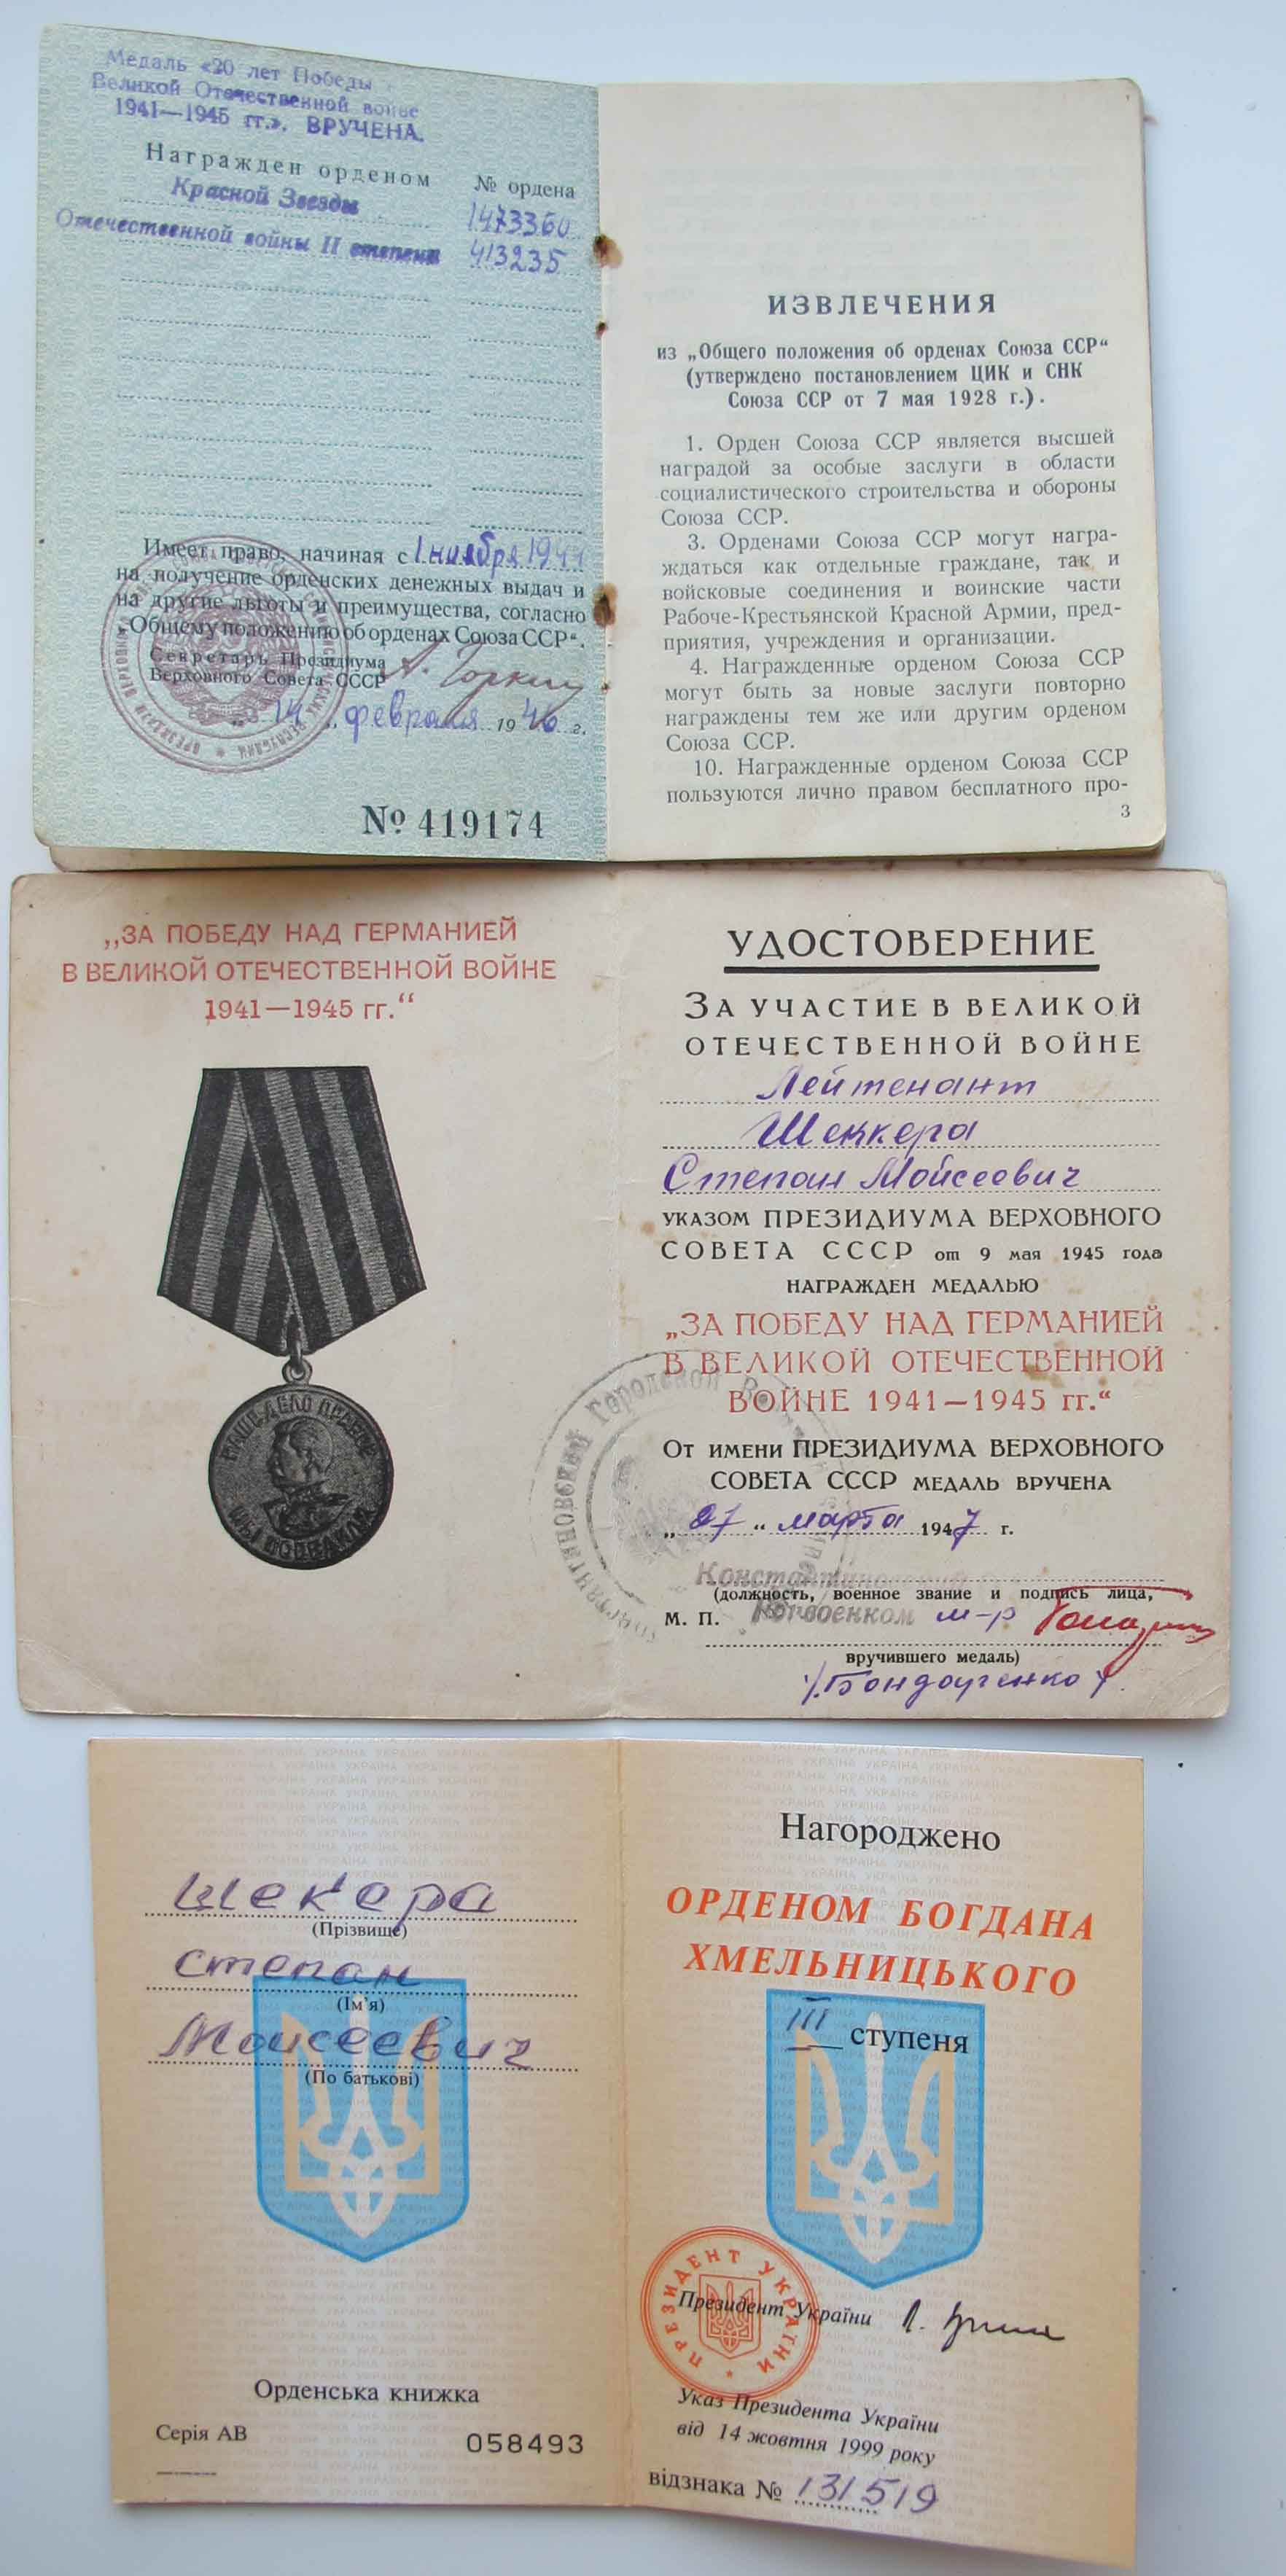 Медаль «20 лет Победы
Великой Отечественной войне
1941—1945 гг.». ВРУЧЕНА.
Награжден орденом № ордена
Красной Звезды 1473360
Отечественной войны II степени 413235
Имеет право, начиная с 1 ноября 194
на получение орденских денежных выдач и
на другие льготы и преимущества, согласно
„Общему положению об орденах Союза ССР“.
Секретарь Президиума
Верховного Совета СССР А. Горкин
„14„ февраля 1946 г.
№ 419174
ИЗВЛЕЧЕНИЯ
из „Общего положения об орденах Союза ССР“
(утверждено постановлением ЦИК и СНК
Союза ССР от 7 мая 1928 г.).
1. Орден Союза ССР является высшей
наградой за особые заслуги в области
социалистического строительства и обороны
Союза ССР.
3. Орденами Союза ССР могут награ-
ждаться как отдельные граждане, так и
войсковые соединения и воинские части
Рабоче-Крестьянской Красной Армии, пред-
приятия, учреждения и организации.
4. Награжденные орденом Союза ССР
могут быть за новые заслуги повторно
награждены тем же или другим орденом
Союза ССР.
10. Награжденные орденом Союза ССР
пользуются лично правом бесплатного про-
3
„ЗА ПОБЕДУ НАД ГЕРМАНИЕЙ
В ВЕЛИКОЙ ОТЕЧЕСТВЕННОЙ ВОЙНЕ
1941—1945 гг.“
НАШЕ ДЕЛО ПРАВОЕ
МЫ ПОБЕДИЛИ
УДОСТОВЕРЕНИЕ
ЗА УЧАСТИЕ В ВЕЛИКОЙ
ОТЕЧЕСТВЕННОЙ ВОЙНЕ
Лейтенант
Шеккера
Степан Мойсеевич
УКАЗОМ ПРЕЗИДИУМА ВЕРХОВНОГО
СОВЕТА СССР от 9 мая 1945 года
НАГРАЖДЕН МЕДАЛЬЮ
„ЗА ПОБЕДУ НАД ГЕРМАНИЕЙ
В ВЕЛИКОЙ ОТЕЧЕСТВЕННОЙ
ВОЙНЕ 1941—1945 гг.“
ОТ ИМЕНИ ПРЕЗИДИУМА ВЕРХОВНОГО
СОВЕТА СССР МЕДАЛЬ ВРУЧЕНА
„27“ марта 1947 г.
(должность, военное звание и подпись лица,
М. П. Горвоенком м-р
вручившего медаль)
/Бондаренко/.
Шекера
(Прізвище)
Степан
(Ім'я)
Моисеевич
(По батькові)
Орденська книжка
Серія АВ 058493
Нагороджено
ОРДЕНОМ БОГДАНА
ХМЕЛЬНИЦЬКОГО
III ступеня
ПРЕЗИДЕНТ УКРАЇНИ
Президент України
Указ Президента України
від 14 жовтня 1999 року
відзнака № 131519